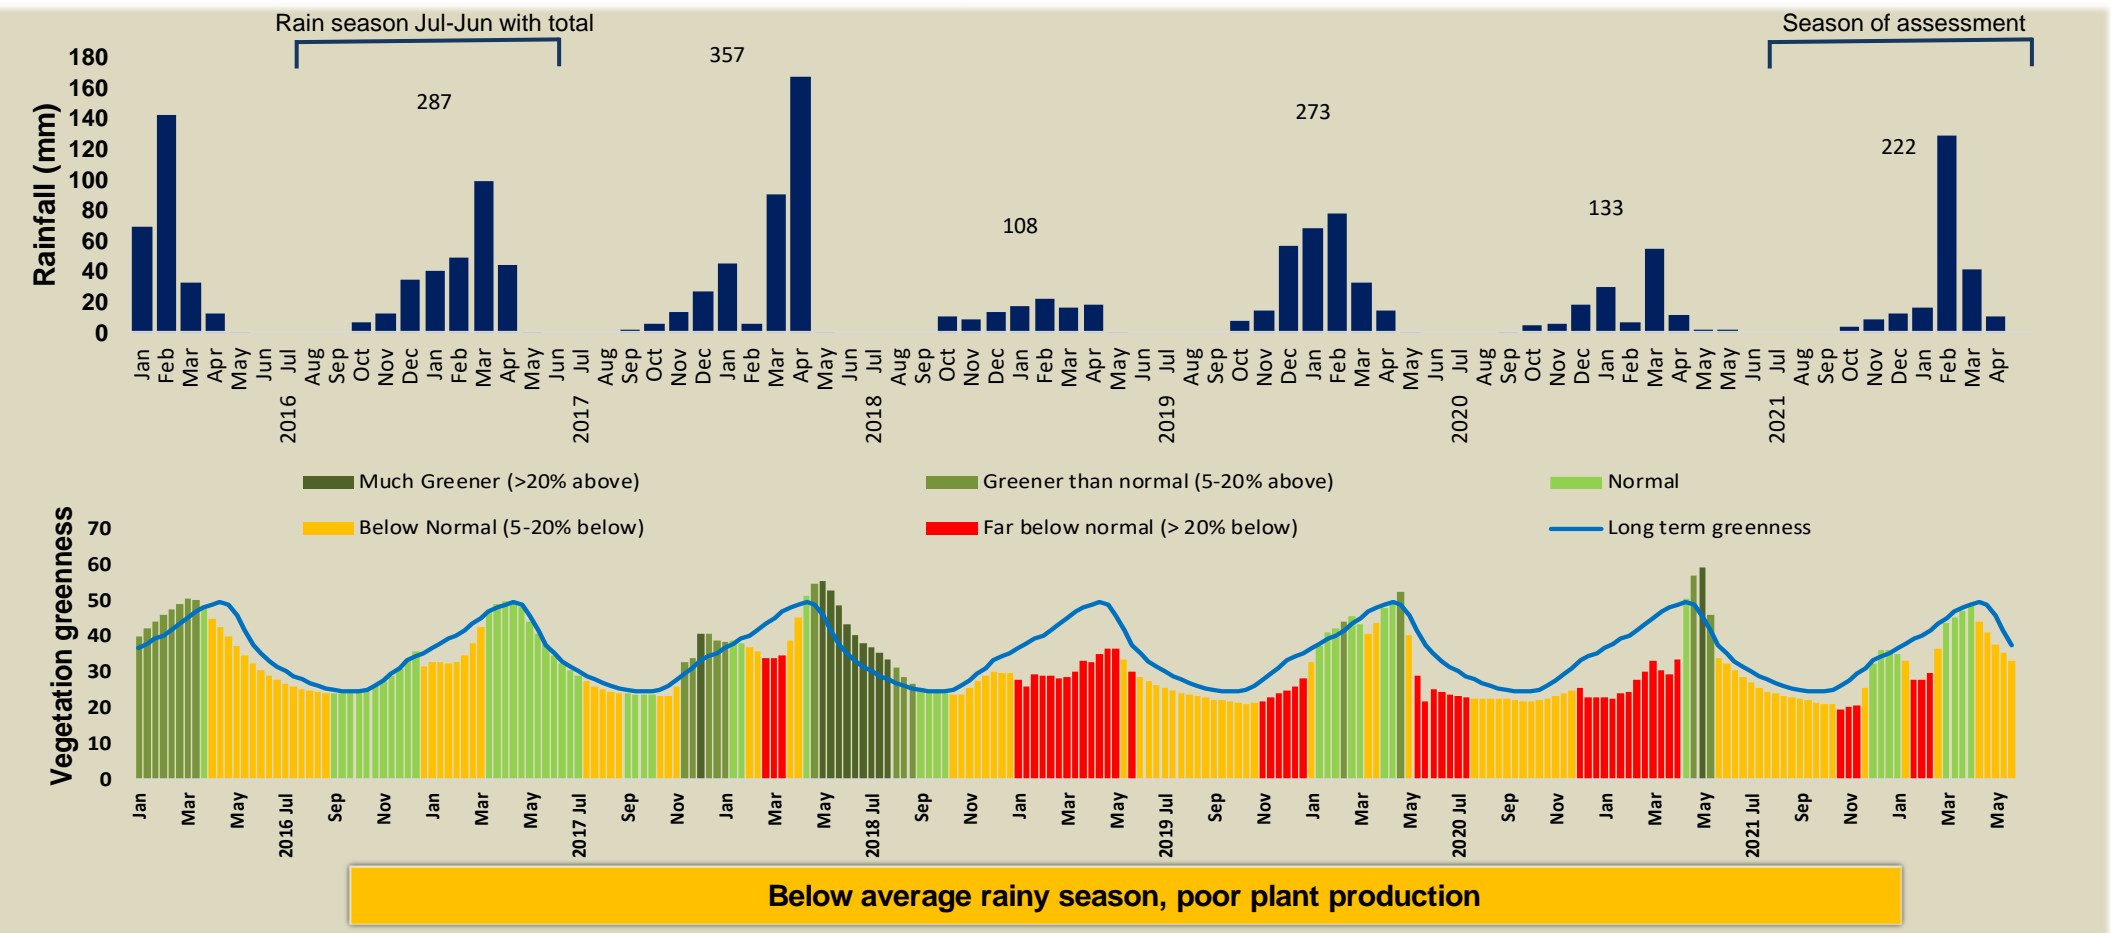 Rain season Jul-Jun with total
Season of assessment
Rainfall (mm)
180
160
140
120
100
80
60
40
20
0
287
357
108
273
133
222
Jan Feb Mar Apr May Jun Jul Aug Sep Oct Nov Dec Jan Feb Mar Apr May Jun Jul Aug Sep Oct Nov Dec Jan Feb Mar Apr May Jun Jul Aug Sep Oct Nov Dec Jan Feb Mar Apr May Jun Jul Aug Sep Oct Nov Dec Jan Feb Mar Apr May Jun Jul Aug Sep Oct Nov Dec Jan Feb Mar Apr May May Jun Jul Aug Sep Oct Nov Dec Jan Feb Mar Apr
2016 2017 2018 2019 2020 2021
Much Greener (>20% above) Greener than normal (5-20% above) Normal
Below Normal (5-20% below) Far below normal (> 20% below) Long term greenness
Vegetation greenness
70
60
50
40
30
20
10
0
Jan Mar May 2016 Jul Sep Nov Jan Mar May 2017 Jul Sep Nov Jan Mar May 2018 Jul Sep Nov Jan Mar May 2019 Jul Sep Nov Jan Mar May 2020 Jul Sep Nov Jan Mar May 2021 Jul Sep Nov Jan Mar May
Below average rainy season, poor plant production